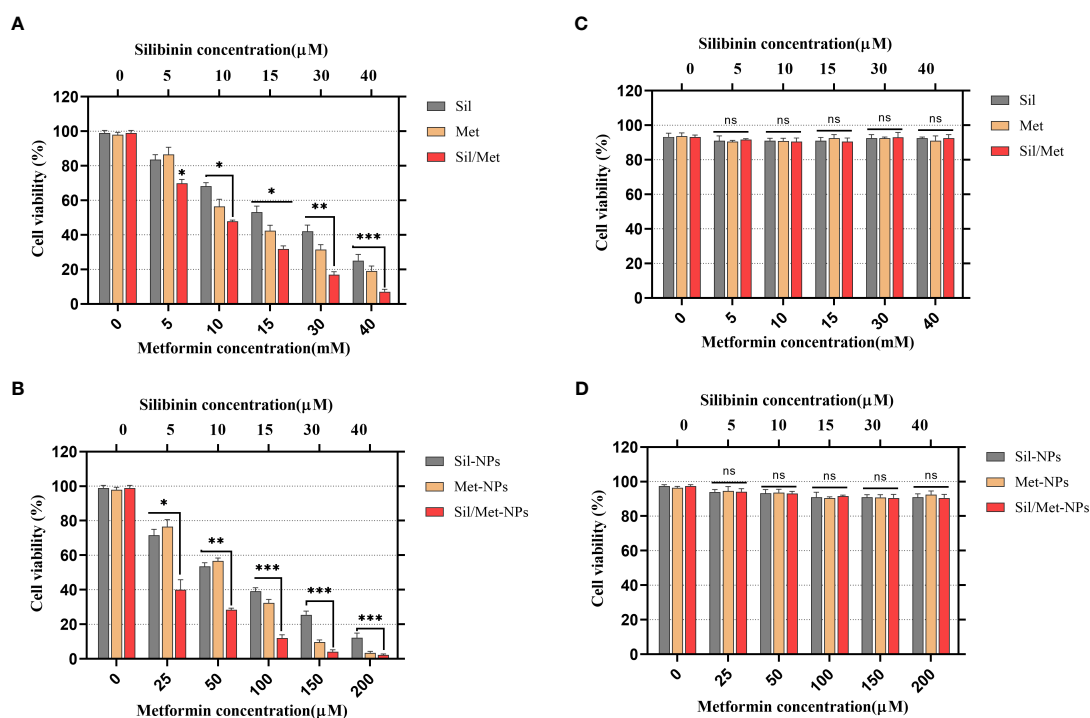 A
Silibinin concentration(μM)
0 5 10 15 30 40
120
100
80
60
40
20
0
Cell viability (%)
* * * ** ***
0 5 10 15 30 40
Metformin concentration(mM)
Sil
Met
Sil/Met
C
Silibinin concentration(μM)
0 5 10 15 30 40
120
100
80
60
40
20
0
Cell viability (%)
ns ns ns ns ns
0 5 10 15 30 40
Metformin concentration(mM)
Sil
Met
Sil/Met
B
Silibinin concentration(μM)
0 5 10 15 30 40
120
100
80
60
40
20
0
Cell viability (%)
* ** *** *** ***
0 25 50 100 150 200
Metformin concentration(μM)
Sil-NPs
Met-NPs
Sil/Met-NPs
D
Silibinin concentration(μM)
0 5 10 15 30 40
120
100
80
60
40
20
0
Cell viability (%)
ns ns ns ns ns
0 25 50 100 150 200
Metformin concentration(μM)
Sil-NPs
Met-NPs
Sil/Met-NPs